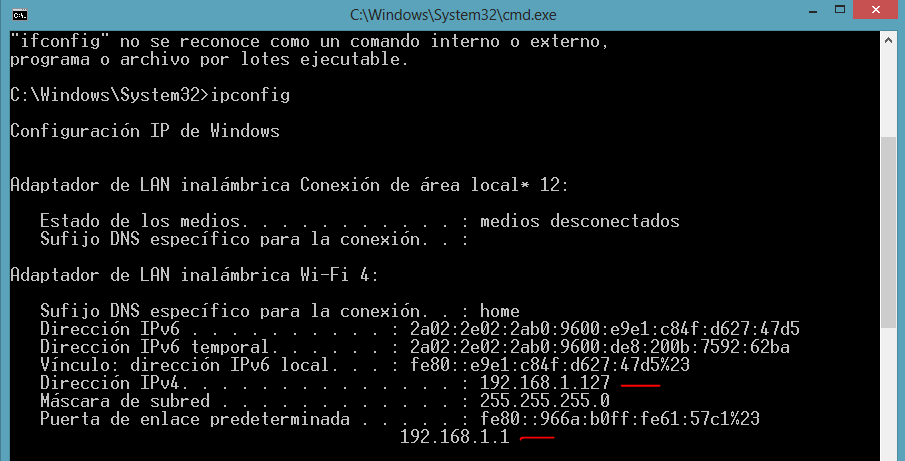 C:\Windows\System32\cmd.exe
C:\.
"ifconfig" no se reconoce como un comando interno o externo,
programa o archivo por lotes ejecutable.
C:\Windows\System32>ipconfig
Configuración IP de Windows
Adaptador de LAN inalámbrica Conexión de área local* 12:
Estado de los medios. . . . . . . . . . . : medios desconectados
Sufijo DNS específico para la conexión. . :
Adaptador de LAN inalámbrica Wi-Fi 4:
Sufijo DNS específico para la conexión. . : home
Dirección IPv6 . . . . . . . . . . : 2a02:2e02:2ab0:9600:e9e1:c84f:d627:47d5
Dirección IPv6 temporal. . . . . . : 2a02:2e02:2ab0:9600:de8:200b:7592:62ba
Vínculo: dirección IPv6 local. . . : fe80::e9e1:c84f:d627:47d5%23
Dirección IPv4. . . . . . . . . . . . . . : 192.168.1.127
Máscara de subred . . . . . . . . . . . . : 255.255.255.0
Puerta de enlace predeterminada . . . . . : fe80::966a:b0ff:fe61:57c1%23
192.168.1.1